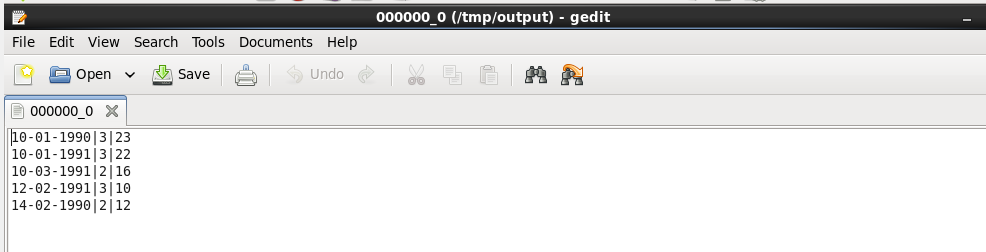 000000_0 (/tmp/output) - gedit
File Edit View Search Tools Documents Help
Open Save Undo
000000_0
10-01-1990|3|23
10-01-1991|3|22
10-03-1991|2|16
12-02-1991|3|10
14-02-1990|2|12